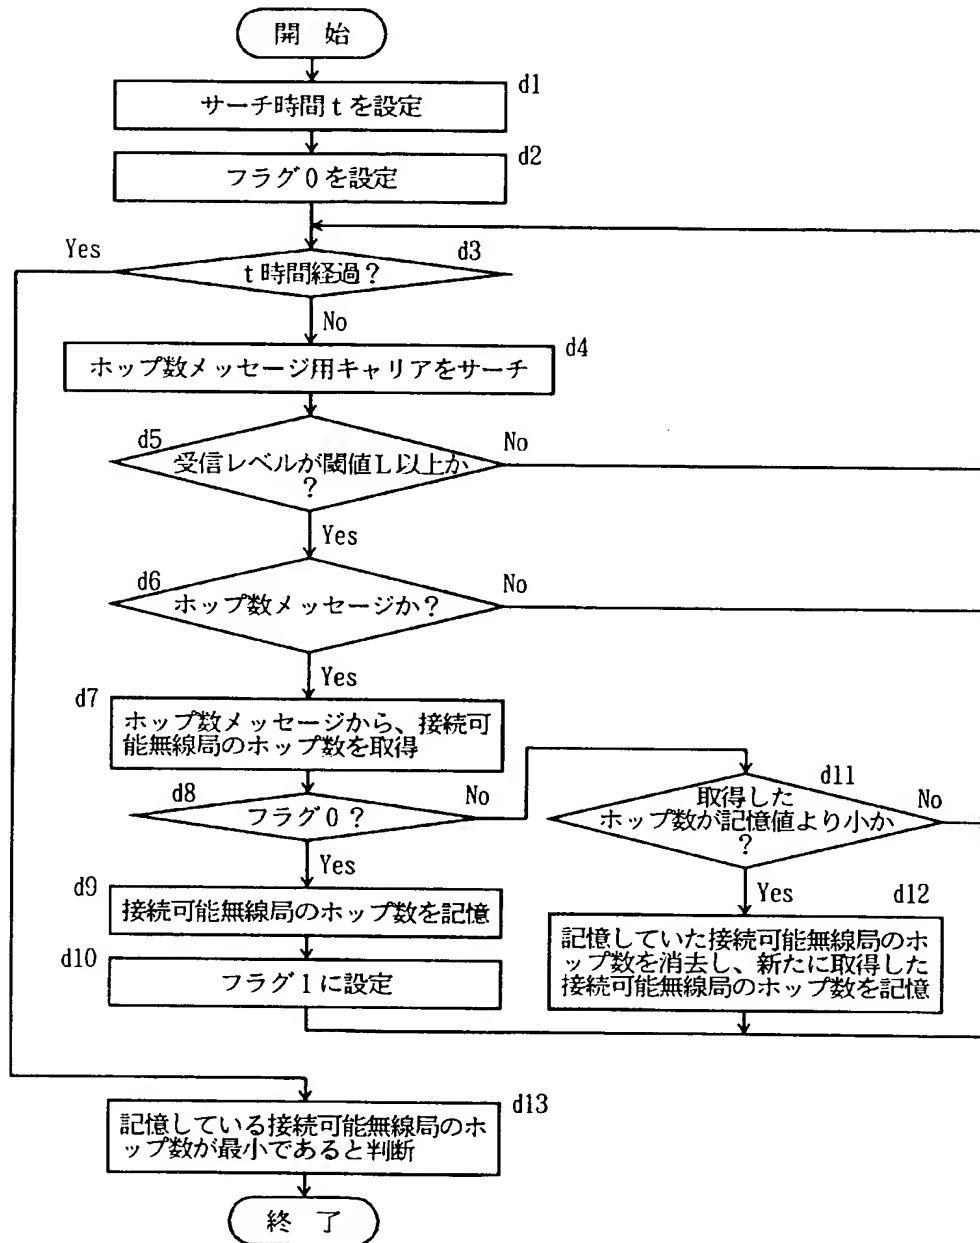 開 始
d1
サーチ時間tを設定
d2
フラグ0を設定
Yes
d3
t時間経過?
No
d4
ホップ数メッセージ用キャリアをサーチ
d5
No
受信レベルが閾値L以上か
?
Yes
d6
No
ホップ数メッセージか?
Yes
d7
ホップ数メッセージから、接続可
能無線局のホップ数を取得
d8
No
フラグ0?
Yes
d11
取得した
No
ホップ数が記憶値より小か
?
Yes
d9
接続可能無線局のホップ数を記憶
d12
記憶していた接続可能無線局のホ
ップ数を消去し、新たに取得した
接続可能無線局のホップ数を記憶
d10
フラグ1に設定
d13
記憶している接続可能無線局のホ
ップ数が最小であると判断
終 了